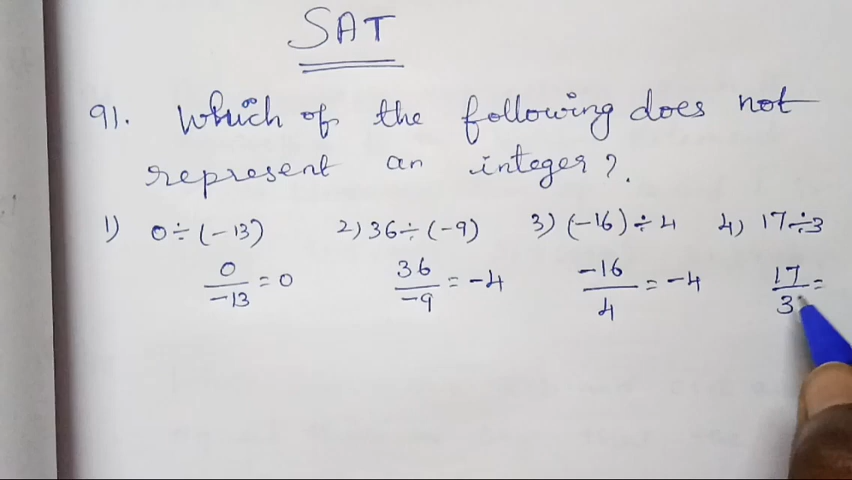 SAT
91. Which of the following does not
represent an integer?.
1) 0÷(-13) 2) 36÷(-9) 3) (-16)÷4 4) 17÷3
0/-13 = 0 36/-9 = -4 -16/4 = -4 17/3 =